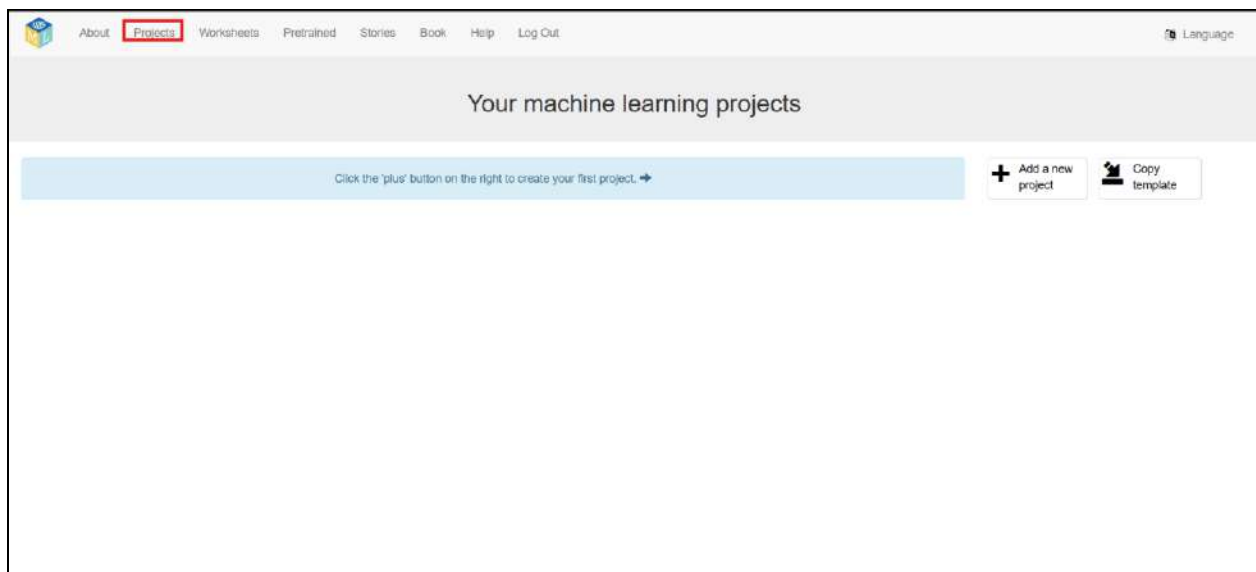 About Projects Worksheets Pretrained Stories Book Help Log Out Language
Your machine learning projects
Click the 'plus' button on the right to create your first project.
Add a new
project
Copy
template